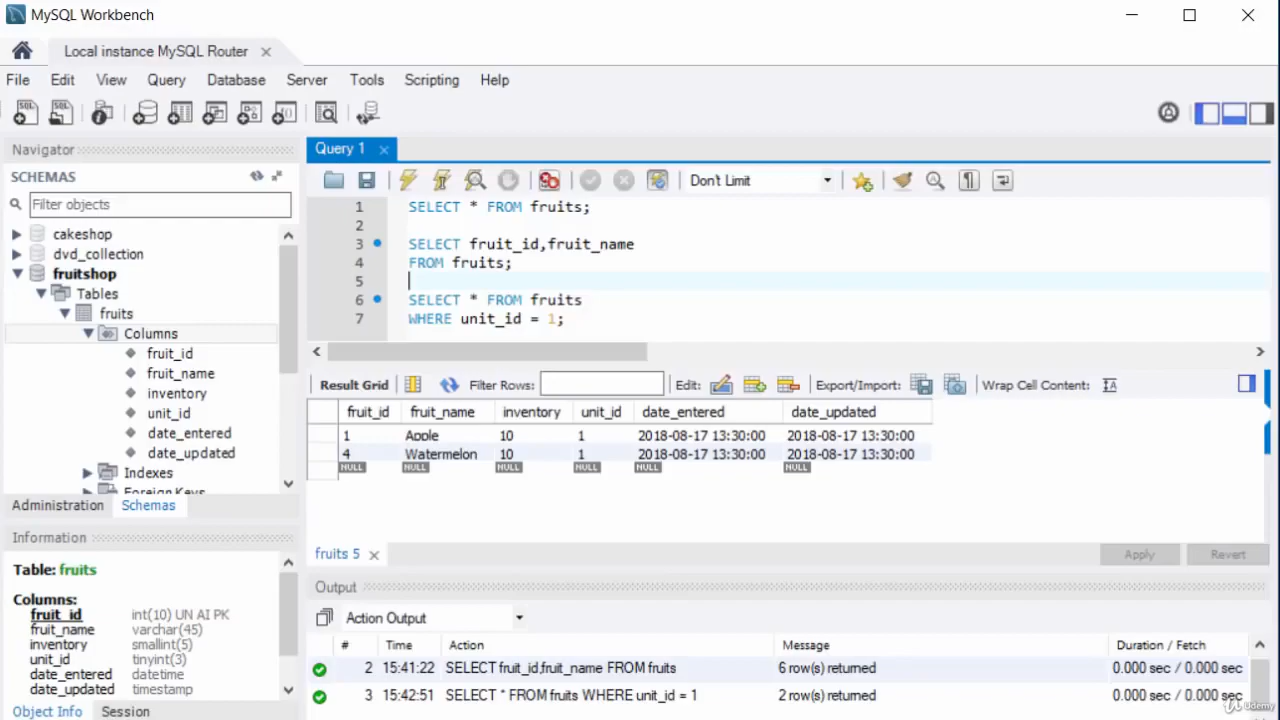 MySQL Workbench
Local instance MySQL Router
File Edit View Query Database Server Tools Scripting Help
Navigator
SCHEMAS
Filter objects
cakeshop
dvd_collection
fruitshop
Tables
fruits
Columns
fruit_id
fruit_name
inventory
unit_id
date_entered
date_updated
Indexes
Foreign Keys
Administration Schemas
Information
Table: fruits
Columns:
fruit_id int(10) UN AI PK
fruit_name varchar(45)
inventory smallint(5)
unit_id tinyint(3)
date_entered datetime
date_updated timestamp
Object Info Session
Query 1
Don't Limit
1 SELECT * FROM fruits;
2
3 SELECT fruit_id,fruit_name
4 FROM fruits;
5
6 SELECT * FROM fruits
7 WHERE unit_id = 1;
Result Grid Filter Rows: Edit: Export/Import: Wrap Cell Content:
fruit_id fruit_name inventory unit_id date_entered date_updated
1 Apple 10 1 2018-08-17 13:30:00 2018-08-17 13:30:00
4 Watermelon 10 1 2018-08-17 13:30:00 2018-08-17 13:30:00
NULL NULL NULL NULL NULL NULL
fruits 5 Apply Revert
Output
Action Output
# Time Action Message Duration / Fetch
2 15:41:22 SELECT fruit_id,fruit_name FROM fruits 6 row(s) returned 0.000 sec / 0.000 sec
3 15:42:51 SELECT * FROM fruits WHERE unit_id = 1 2 row(s) returned 0.000 sec / 0.000 sec
Udemy